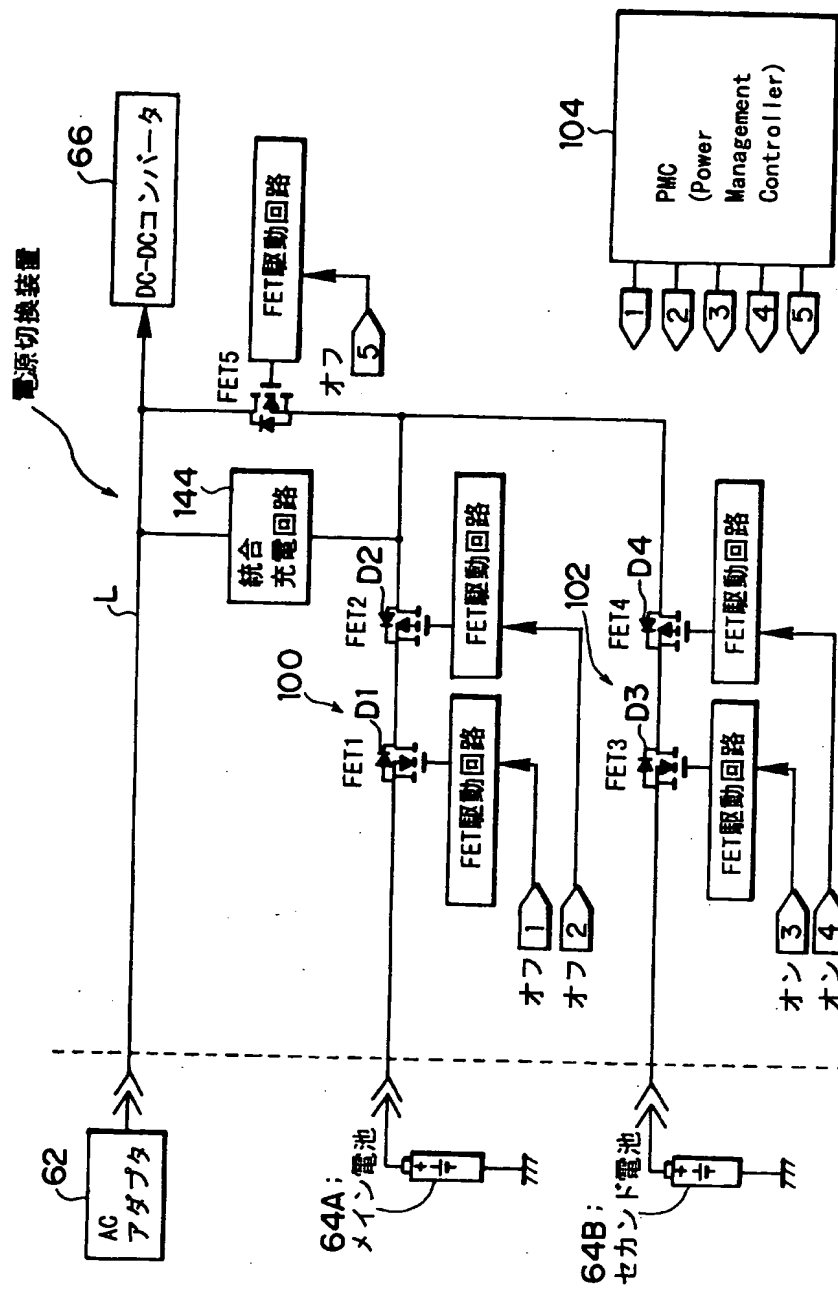 電源切換装置
62
AC
アダプタ
L
66
DC-DCコンバータ
144
統合
充電回路
FET5
FET駆動回路
オフ
5
64A；
メイン電池
100
FET1
D1
FET2
D2
FET駆動回路
FET駆動回路
オフ
1
オフ
2
64B；
セカンド電池
102
FET3
D3
FET4
D4
FET駆動回路
FET駆動回路
オン
3
オン
4
104
PMC
(Power
Management
Controller)
1
2
3
4
5